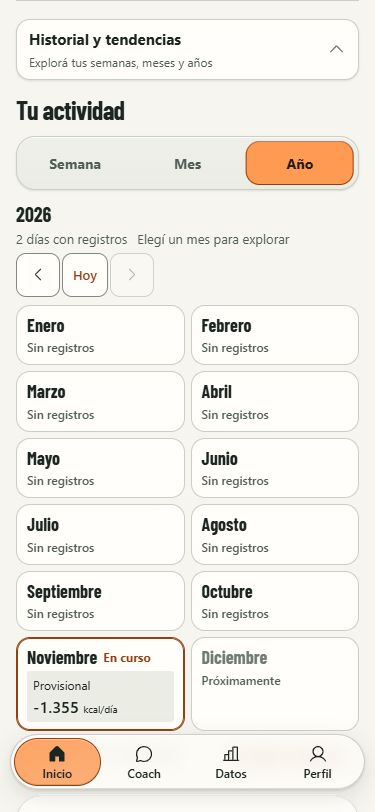 Historial y tendencias
Explorá tus semanas, meses y años
Tu actividad
Semana Mes Año
2026
2 días con registros Elegí un mes para explorar
Hoy
Enero Febrero
Sin registros Sin registros
Marzo Abril
Sin registros Sin registros
Mayo Junio
Sin registros Sin registros
Julio Agosto
Sin registros Sin registros
Septiembre Octubre
Sin registros Sin registros
Noviembre En curso Diciembre
Provisional Próximamente
-1.355 kcal/día
Inicio Coach Datos Perfil